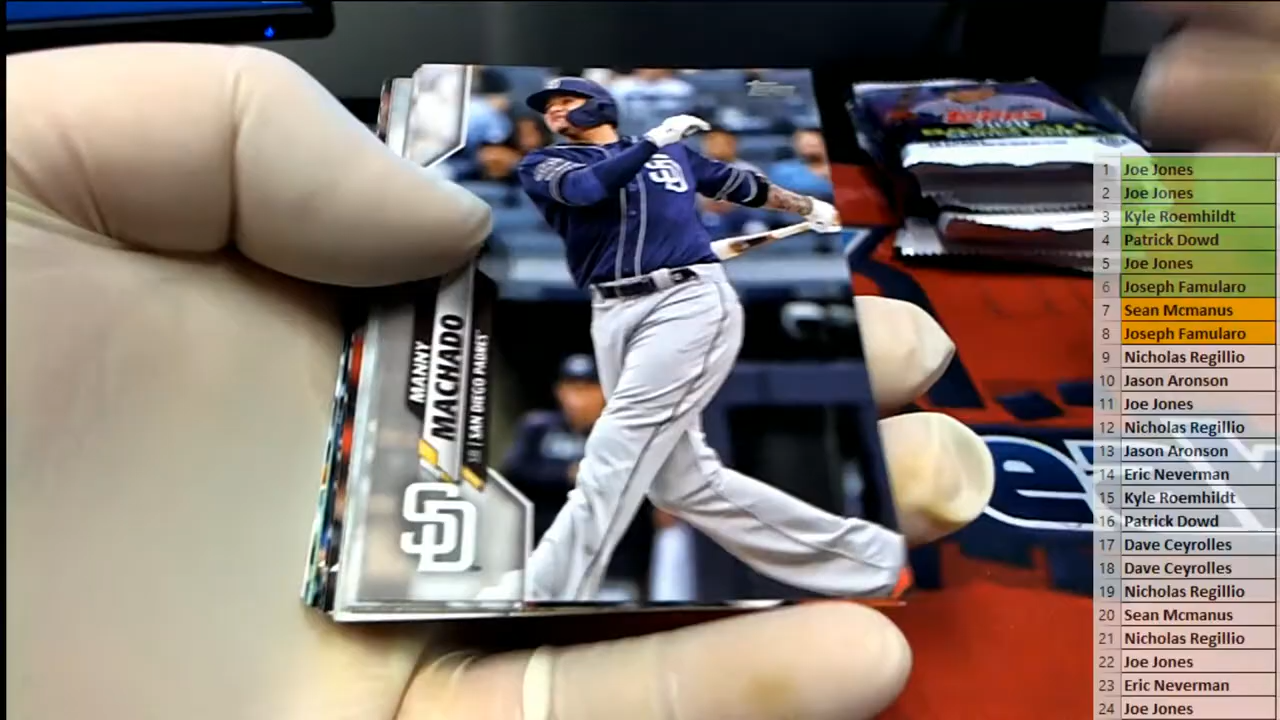 Topps
SD
MANNY
MACHADO
3B | SAN DIEGO PADRES
SD
Topps
1 Joe Jones
2 Joe Jones
3 Kyle Roemhildt
4 Patrick Dowd
5 Joe Jones
6 Joseph Famularo
7 Sean Mcmanus
8 Joseph Famularo
9 Nicholas Regillio
10 Jason Aronson
11 Joe Jones
12 Nicholas Regillio
13 Jason Aronson
14 Eric Neverman
15 Kyle Roemhildt
16 Patrick Dowd
17 Dave Ceyrolles
18 Dave Ceyrolles
19 Nicholas Regillio
20 Sean Mcmanus
21 Nicholas Regillio
22 Joe Jones
23 Eric Neverman
24 Joe Jones